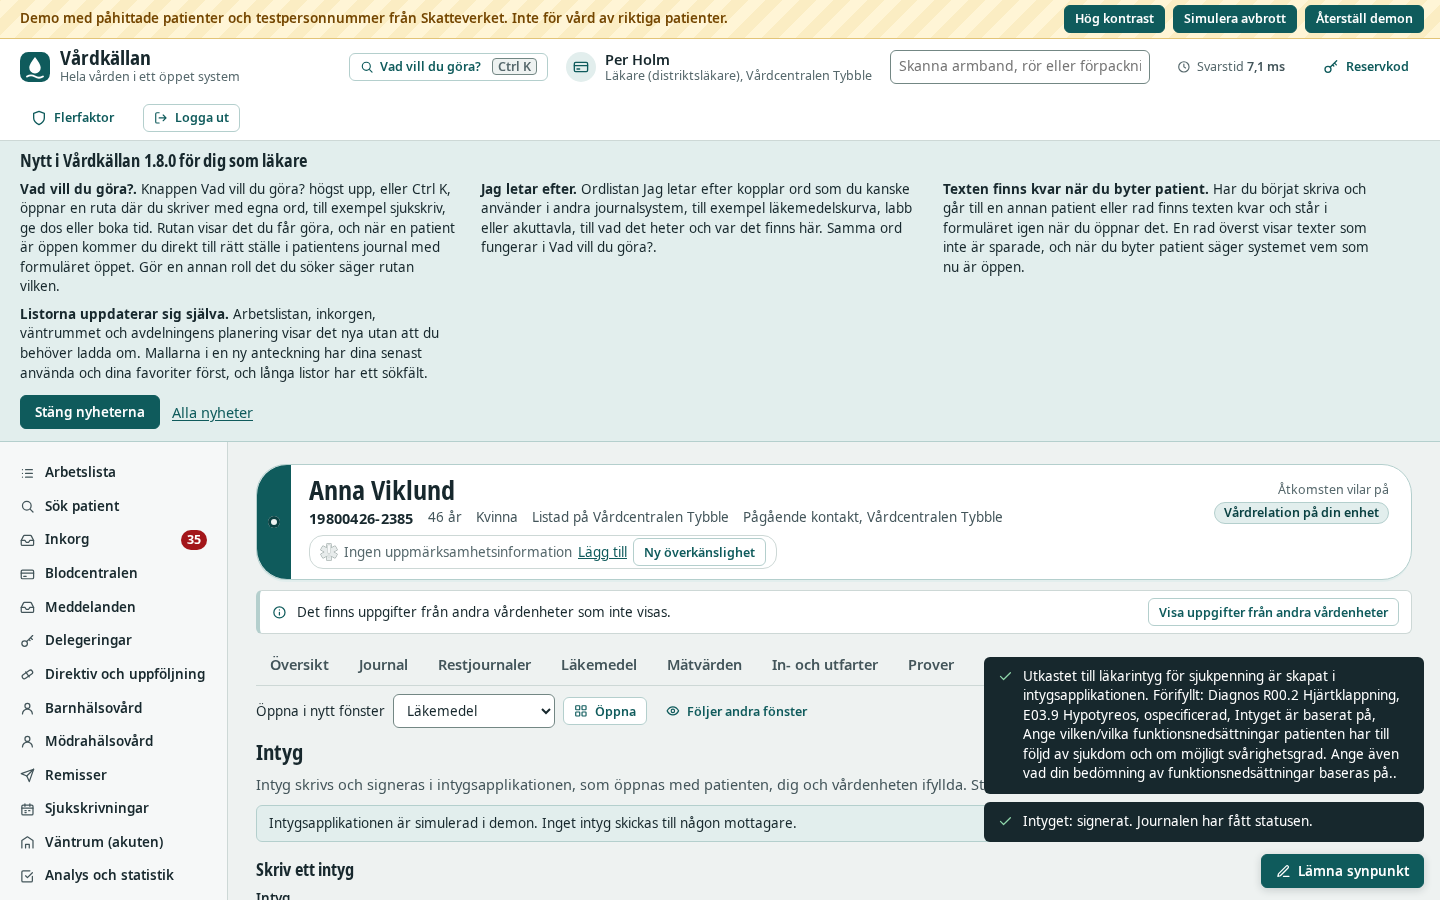 Demo med påhittade patienter och testpersonnummer från Skatteverket. Inte för vård av riktiga patienter.
Hög kontrast
Simulera avbrott
Återställ demon
Vårdkällan
Hela vården i ett öppet system
Vad vill du göra? Ctrl K
Per Holm
Läkare (distriktsläkare), Vårdcentralen Tybble
Skanna armband, rör eller förpackni
Svarstid 7,1 ms
Reservkod
Flerfaktor
Logga ut
Nytt i Vårdkällan 1.8.0 för dig som läkare
Vad vill du göra?. Knappen Vad vill du göra? högst upp, eller Ctrl K,
öppnar en ruta där du skriver med egna ord, till exempel sjukskriv,
ge dos eller boka tid. Rutan visar det du får göra, och när en patient
är öppen kommer du direkt till rätt ställe i patientens journal med
formuläret öppet. Gör en annan roll det du söker säger rutan
vilken.
Jag letar efter. Ordlistan Jag letar efter kopplar ord som du kanske
använder i andra journalsystem, till exempel läkemedelskurva, labb
eller akuttavla, till vad det heter och var det finns här. Samma ord
fungerar i Vad vill du göra?.
Texten finns kvar när du byter patient. Har du börjat skriva och
går till en annan patient eller rad finns texten kvar och står i
formuläret igen när du öppnar det. En rad överst visar texter som
inte är sparade, och när du byter patient säger systemet vem som
nu är öppen.
Listorna uppdaterar sig själva. Arbetslistan, inkorgen,
väntrummet och avdelningens planering visar det nya utan att du
behöver ladda om. Mallarna i en ny anteckning har dina senast
använda och dina favoriter först, och långa listor har ett sökfält.
Stäng nyheterna
Alla nyheter
Arbetslista
Sök patient
Inkorg 35
Blodcentralen
Meddelanden
Delegeringar
Direktiv och uppföljning
Barnhälsovård
Mödrahälsovård
Remisser
Sjukskrivningar
Väntrum (akuten)
Analys och statistik
Anna Viklund
19800426-2385 46 år Kvinna Listad på Vårdcentralen Tybble Pågående kontakt, Vårdcentralen Tybble
Ingen uppmärksamhetsinformation Lägg till Ny överkänslighet
Åtkomsten vilar på
Vårdrelation på din enhet
Det finns uppgifter från andra vårdenheter som inte visas.
Visa uppgifter från andra vårdenheter
Översikt Journal Restjournaler Läkemedel Mätvärden In- och utfarter Prover
Öppna i nytt fönster Läkemedel Öppna Följer andra fönster
Intyg
Intyg skrivs och signeras i intygsapplikationen, som öppnas med patienten, dig och vårdenheten ifyllda. St
Intygsapplikationen är simulerad i demon. Inget intyg skickas till någon mottagare.
Skriv ett intyg
Intyg
Utkastet till läkarintyg för sjukpenning är skapat i
intygsapplikationen. Förifyllt: Diagnos R00.2 Hjärtklappning,
E03.9 Hypotyreos, ospecificerad, Intyget är baserat på,
Ange vilken/vilka funktionsnedsättningar patienten har till
följd av sjukdom och om möjligt svårighetsgrad. Ange även
vad din bedömning av funktionsnedsättningar baseras på..
Intyget: signerat. Journalen har fått statusen.
Lämna synpunkt